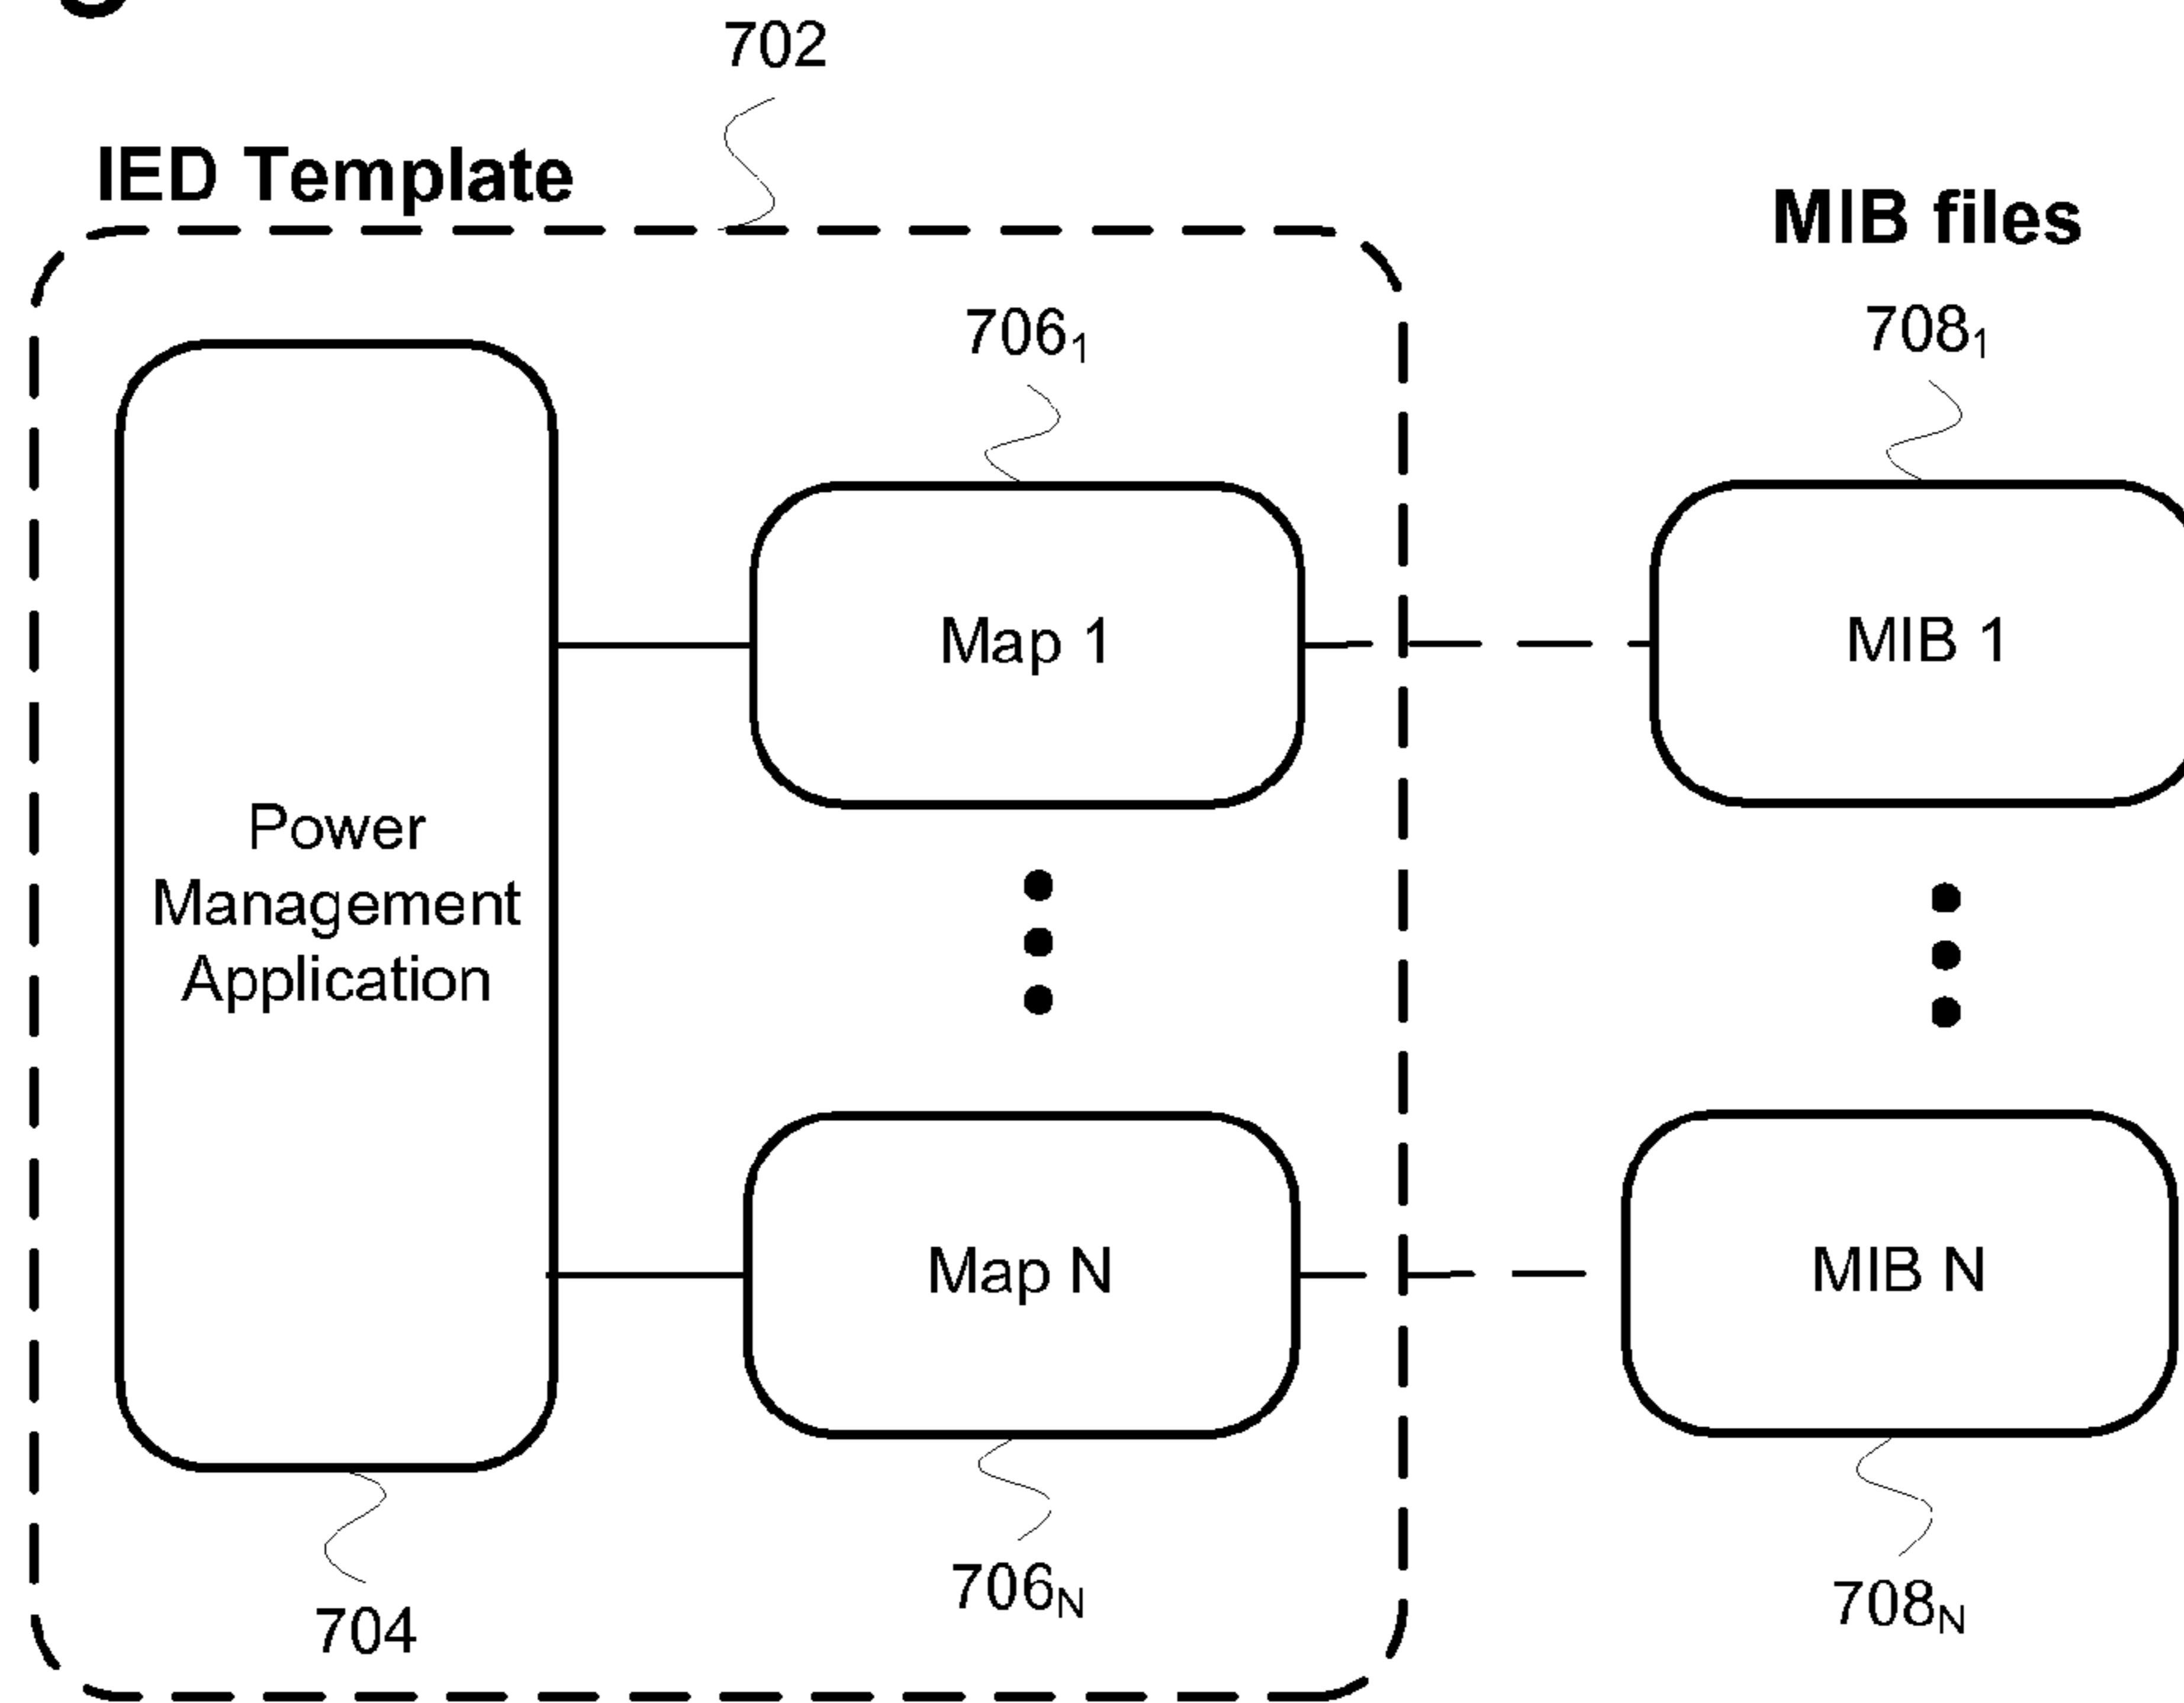 702
IED Template
MIB files
706₁
708₁
Map 1
MIB 1
Power
Management
Application
Map N
MIB N
706N
708N
704